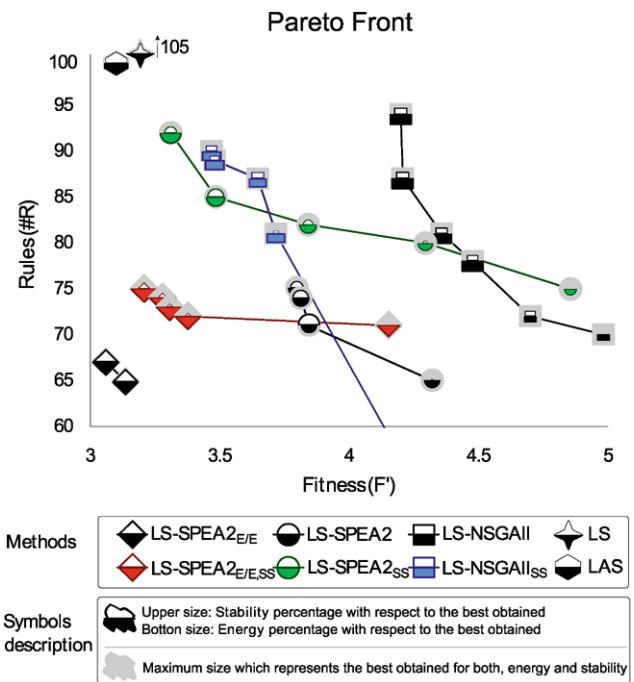 Pareto Front
105
100
95
90
85
80
75
70
65
60
Rules(#R)
3 3.5 4 4.5 5
Fitness(F')
Methods
LS-SPEA2E/E LS-SPEA2 LS-NSGAII LS
LS-SPEA2E/E,SS LS-SPEA2SS LS-NSGAIISS LAS
Symbols description
Upper size: Stability percentage with respect to the best obtained
Botton size: Energy percentage with respect to the best obtained
Maximum size which represents the best obtained for both, energy and stability